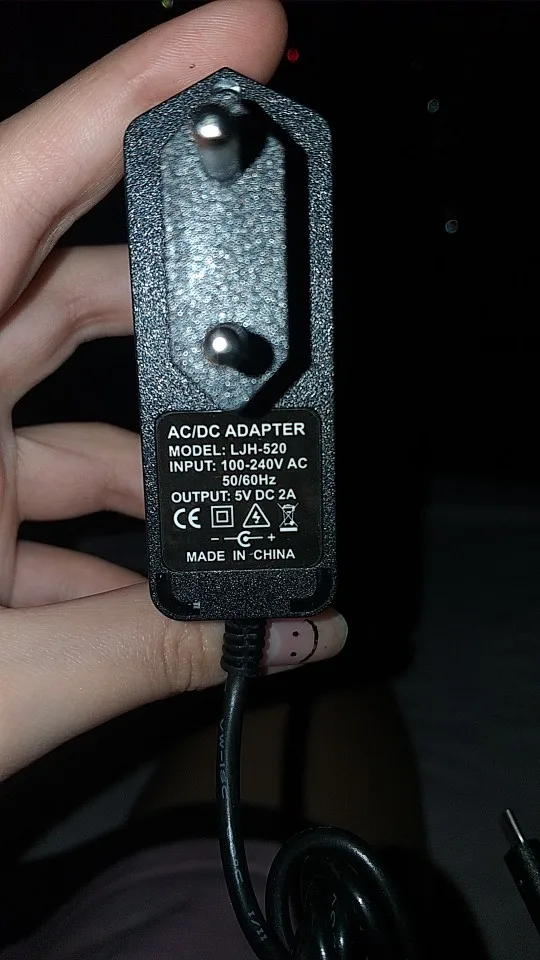 AC/DC ADAPTER
MODEL: LJH-520
INPUT: 100-240V AC
50/60Hz
OUTPUT: 5V DC 2A
CE
- C +
MADE IN CHINA